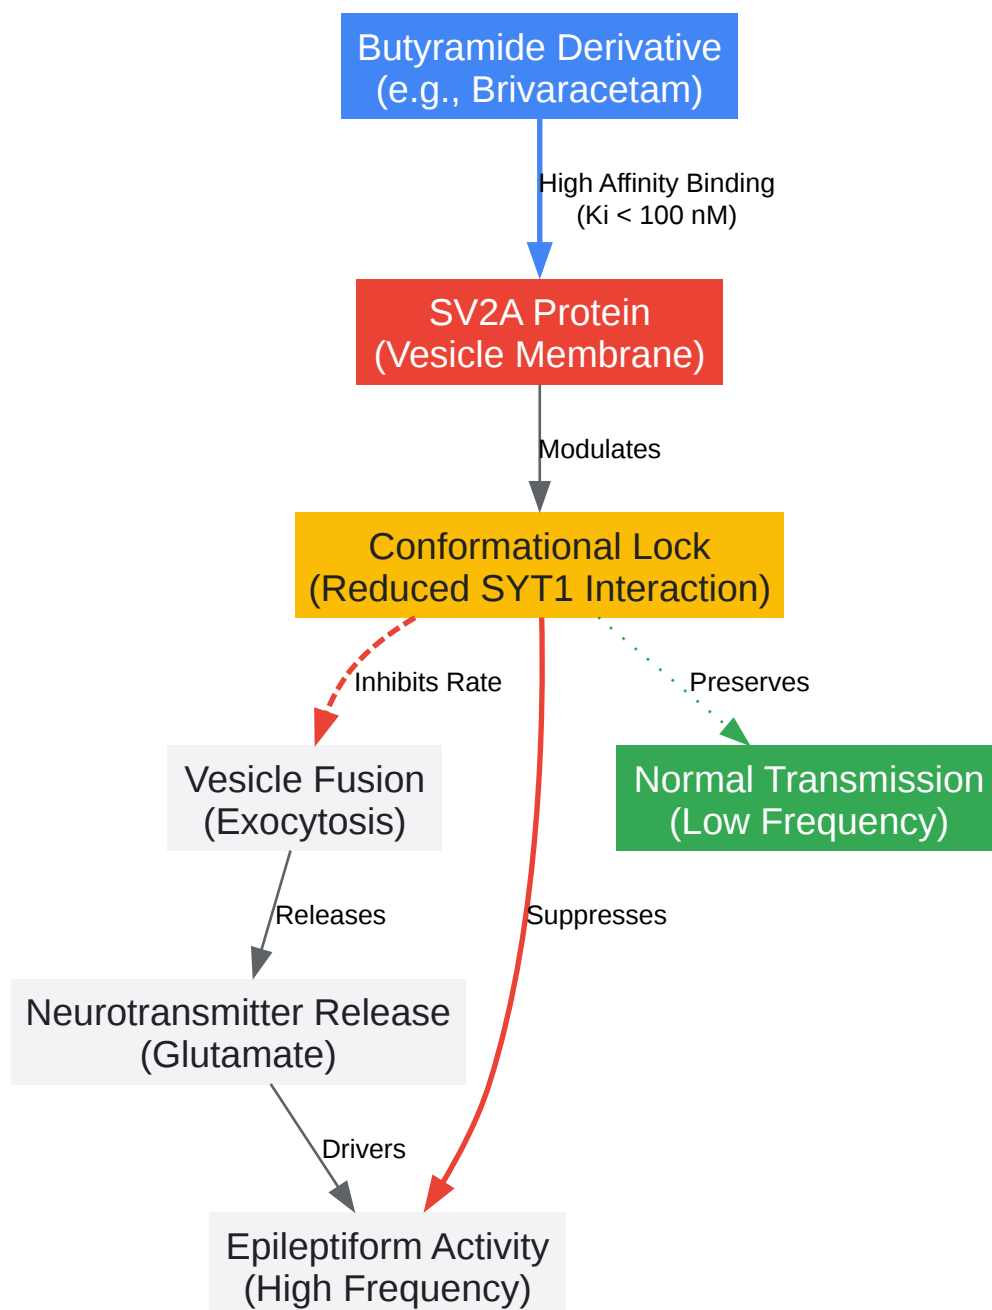 Butyramide Derivative
(e.g., Brivaracetam)
High Affinity Binding
(Ki < 100 nM)
SV2A Protein
(Vesicle Membrane)
Modulates
Conformational Lock
(Reduced SYT1 Interaction)
Inhibits Rate
Preserves
Vesicle Fusion
(Exocytosis)
Normal Transmission
(Low Frequency)
Releases
Suppresses
Neurotransmitter Release
(Glutamate)
Drivers
Epileptiform Activity
(High Frequency)